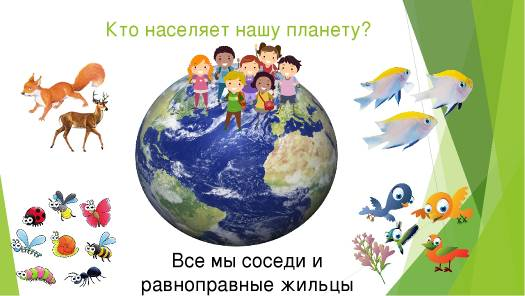 Кто населяет нашу планету?
Все мы соседи и
равноправные жильцы